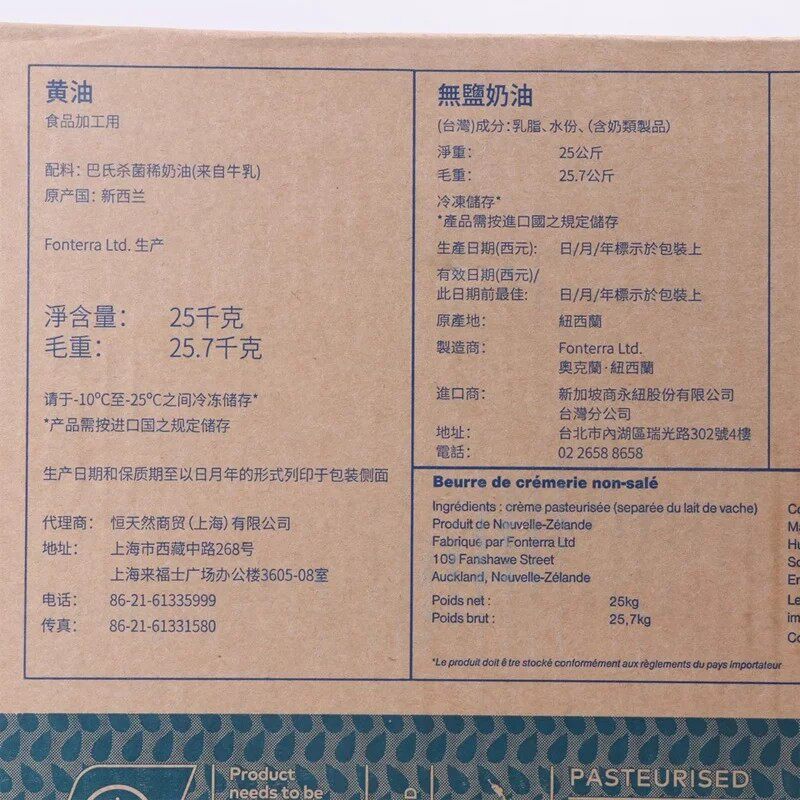 黄油
食品加工用
配料：巴氏杀菌稀奶油(来自牛乳)
原产国：新西兰
Fonterra Ltd. 生产
淨含量： 25千克
毛重： 25.7千克
请于-10ºC至-25ºC之间冷冻储存*
*产品需按进口国之规定储存
生产日期和保质期至以日月年的形式列印于包装侧面
代理商： 恒天然商贸（上海）有限公司
地址： 上海市西藏中路268号
上海来福士广场办公楼3605-08室
电话： 86-21-61335999
传真： 86-21-61331580
無鹽奶油
(台灣)成分：乳脂、水份、（含奶類製品）
淨重： 25公斤
毛重： 25.7公斤
冷凍儲存*
*產品需按進口國之規定儲存
生產日期(西元)： 日/月/年標示於包裝上
有效日期(西元)/
此日期前最佳： 日/月/年標示於包裝上
原產地： 紐西蘭
製造商： Fonterra Ltd.
奧克蘭·紐西蘭
進口商： 新加坡商永紐股份有限公司
台灣分公司
地址： 台北市內湖區瑞光路302號4樓
電話： 02 2658 8658
Beurre de crémerie non-salé
Ingrédients : crème pasteurisée (separée du lait de vache)
Produit de Nouvelle-Zélande
Fabriqué par Fonterra Ltd
109 Fanshawe Street
Auckland, Nouvelle-Zélande
Poids net : 25kg
Poids brut : 25,7kg
*Le produit doit être stocké conformément aux règlements du pays importateur
Product
needs to be
PASTEURISED